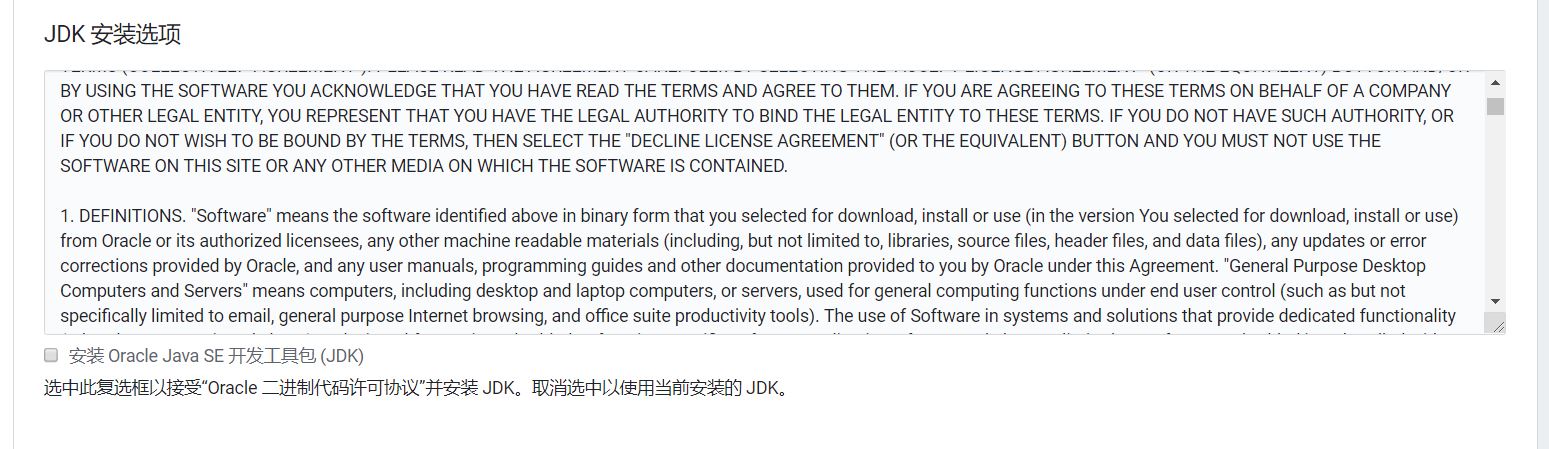 JDK 安装选项
BY USING THE SOFTWARE YOU ACKNOWLEDGE THAT YOU HAVE READ THE TERMS AND AGREE TO THEM. IF YOU ARE AGREEING TO THESE TERMS ON BEHALF OF A COMPANY
OR OTHER LEGAL ENTITY, YOU REPRESENT THAT YOU HAVE THE LEGAL AUTHORITY TO BIND THE LEGAL ENTITY TO THESE TERMS. IF YOU DO NOT HAVE SUCH AUTHORITY, OR
IF YOU DO NOT WISH TO BE BOUND BY THE TERMS, THEN SELECT THE "DECLINE LICENSE AGREEMENT" (OR THE EQUIVALENT) BUTTON AND YOU MUST NOT USE THE
SOFTWARE ON THIS SITE OR ANY OTHER MEDIA ON WHICH THE SOFTWARE IS CONTAINED.
1. DEFINITIONS. "Software" means the software identified above in binary form that you selected for download, install or use (in the version You selected for download, install or use)
from Oracle or its authorized licensees, any other machine readable materials (including, but not limited to, libraries, source files, header files, and data files), any updates or error
corrections provided by Oracle, and any user manuals, programming guides and other documentation provided to you by Oracle under this Agreement. "General Purpose Desktop
Computers and Servers" means computers, including desktop and laptop computers, or servers, used for general computing functions under end user control (such as but not
specifically limited to email, general purpose Internet browsing, and office suite productivity tools). The use of Software in systems and solutions that provide dedicated functionality
安装 Oracle Java SE 开发工具包 (JDK)
选中此复选框以接受“Oracle 二进制代码许可协议”并安装 JDK。取消选中以使用当前安装的 JDK。